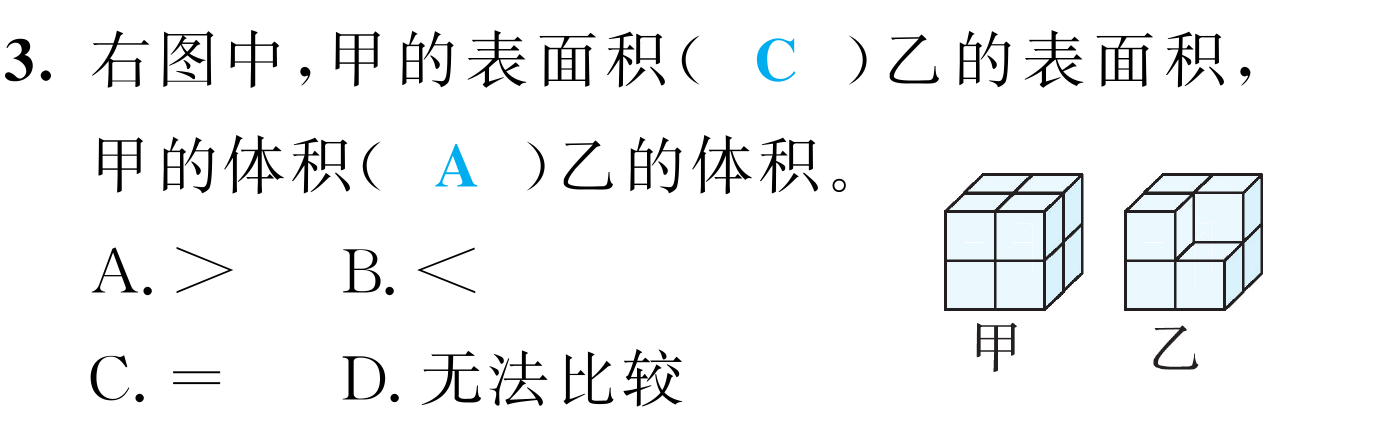 3. 右图中,甲的表面积( C )乙的表面积,
甲的体积( A )乙的体积。
A. > B. <
C. = D. 无法比较
甲 乙